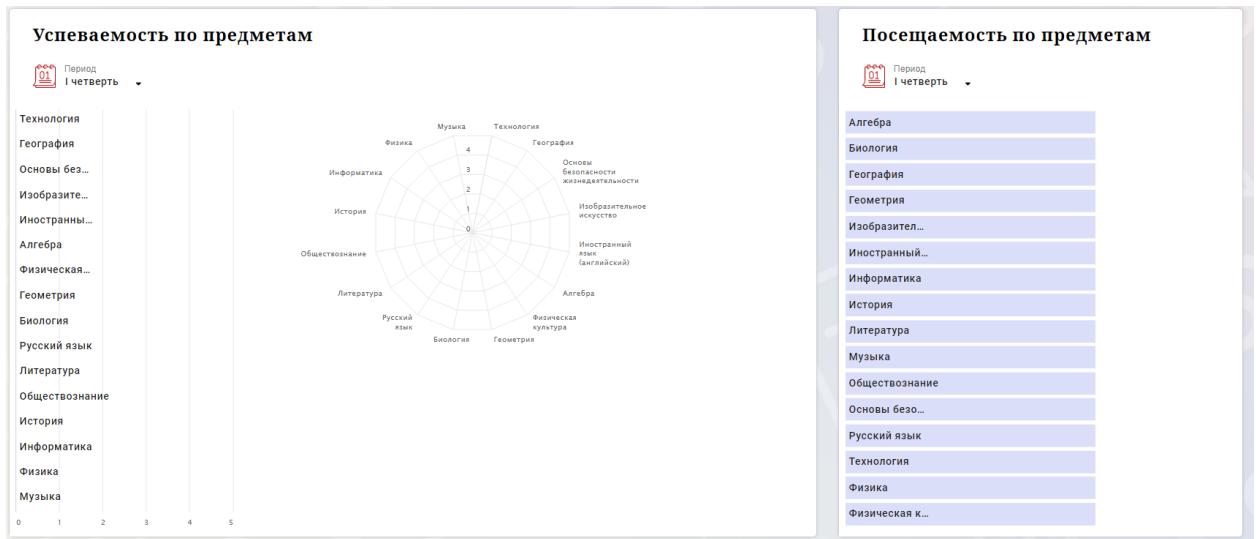 Успеваемость по предметам
01
Период
I четверть
Технология
География
Основы без...
Изобразите...
Иностранны...
Алгебра
Физическая...
Геометрия
Биология
Русский язык
Литература
Обществознание
История
Информатика
Физика
Музыка
0 1 2 3 4 5
Музыка
Технология
География
Основы
безопасности
жизнедеятельности
Изобразительное
искусство
Иностранный
язык
(английский)
Алгебра
Физическая
культура
Геометрия
Биология
Русский
язык
Литература
Обществознание
История
Информатика
Физика
4
3
2
1
0
Посещаемость по предметам
01
Период
I четверть
Алгебра
Биология
География
Геометрия
Изобразител...
Иностранный...
Информатика
История
Литература
Музыка
Обществознание
Основы безо...
Русский язык
Технология
Физика
Физическая к...